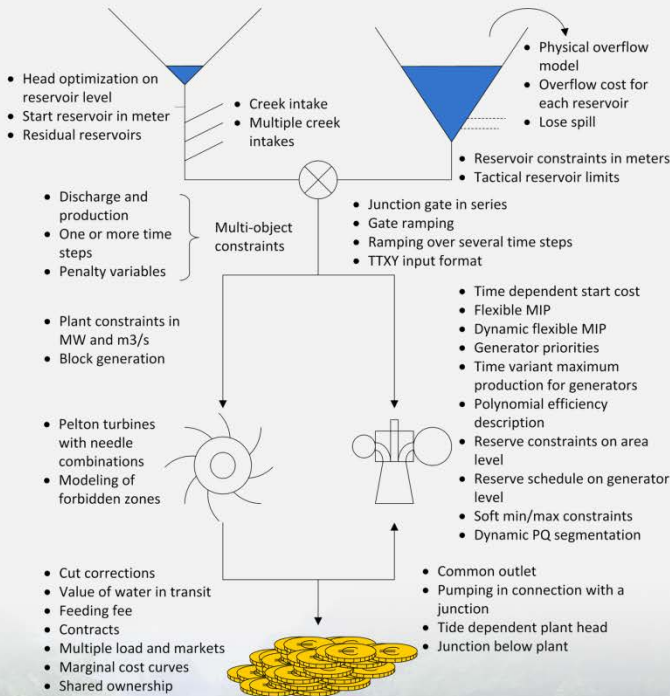 • Head optimization on
reservoir level
• Start reservoir in meter
• Residual reservoirs
• Creek intake
• Multiple creek
intakes
• Physical overflow
model
• Overflow cost for
each reservoir
• Lose spill
• Reservoir constraints in meters
• Tactical reservoir limits
• Discharge and
production
• One or more time
steps
• Penalty variables
Multi-object
constraints
• Junction gate in series
• Gate ramping
• Ramping over several time steps
• TTXY input format
• Plant constraints in
MW and m3/s
• Block generation
• Time dependent start cost
• Flexible MIP
• Dynamic flexible MIP
• Generator priorities
• Time variant maximum
production for generators
• Polynomial efficiency
description
• Reserve constraints on area
level
• Reserve schedule on generator
level
• Soft min/max constraints
• Dynamic PQ segmentation
• Pelton turbines
with needle
combinations
• Modeling of
forbidden zones
• Cut corrections
• Value of water in transit
• Feeding fee
• Contracts
• Multiple load and markets
• Marginal cost curves
• Shared ownership
• Common outlet
• Pumping in connection with a
junction
• Tide dependent plant head
• Junction below plant